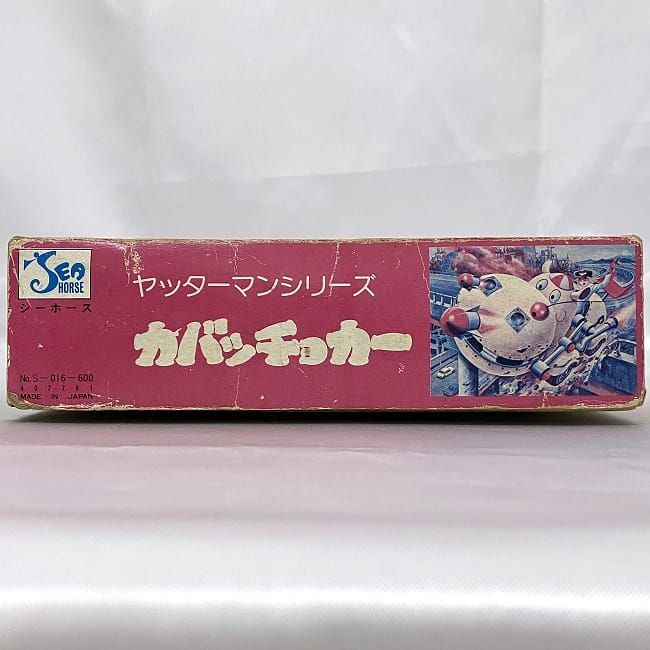 SEA
HORSE
シーホース
ヤッターマンシリーズ
カバッチョカー
No.S-016-600
407781
MADE IN JAPAN